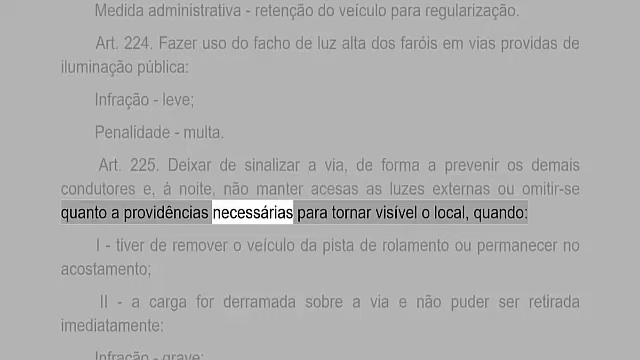 Medida administrativa - retenção do veículo para regularização.
Art. 224. Fazer uso do facho de luz alta dos faróis em vias providas de
iluminação pública:
Infração - leve;
Penalidade - multa.
Art. 225. Deixar de sinalizar a via, de forma a prevenir os demais
condutores e, á noite, não manter acesas as luzes externas ou omitir-se
quanto a providências necessárias para tornar visível o local, quando:
I - tiver de remover o veículo da pista de rolamento ou permanecer no
acostamento;
II - a carga for derramada sobre a via e não puder ser retirada
imediatamente:
Infração - grave;